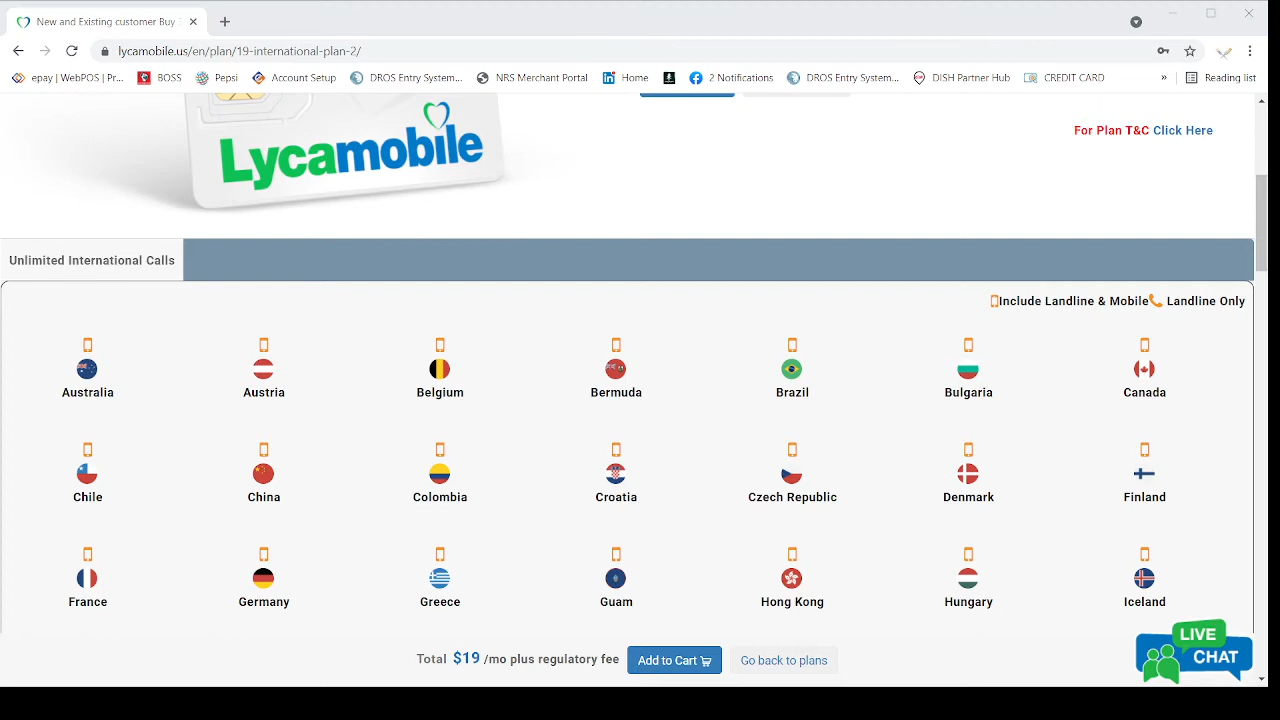 New and Existing customer Buy
lycamobile.us/en/plan/19-international-plan-2/
epay | WebPOS | Pr... BOSS Pepsi Account Setup DROS Entry System... NRS Merchant Portal Home 2 Notifications DROS Entry System... DISH Partner Hub CREDIT CARD » Reading list
For Plan T&C Click Here
Lycamobile
Unlimited International Calls
Include Landline & Mobile Landline Only
Australia Austria Belgium Bermuda Brazil Bulgaria Canada
Chile China Colombia Croatia Czech Republic Denmark Finland
France Germany Greece Guam Hong Kong Hungary Iceland
Total $19 /mo plus regulatory fee Add to Cart Go back to plans
LIVE
CHAT